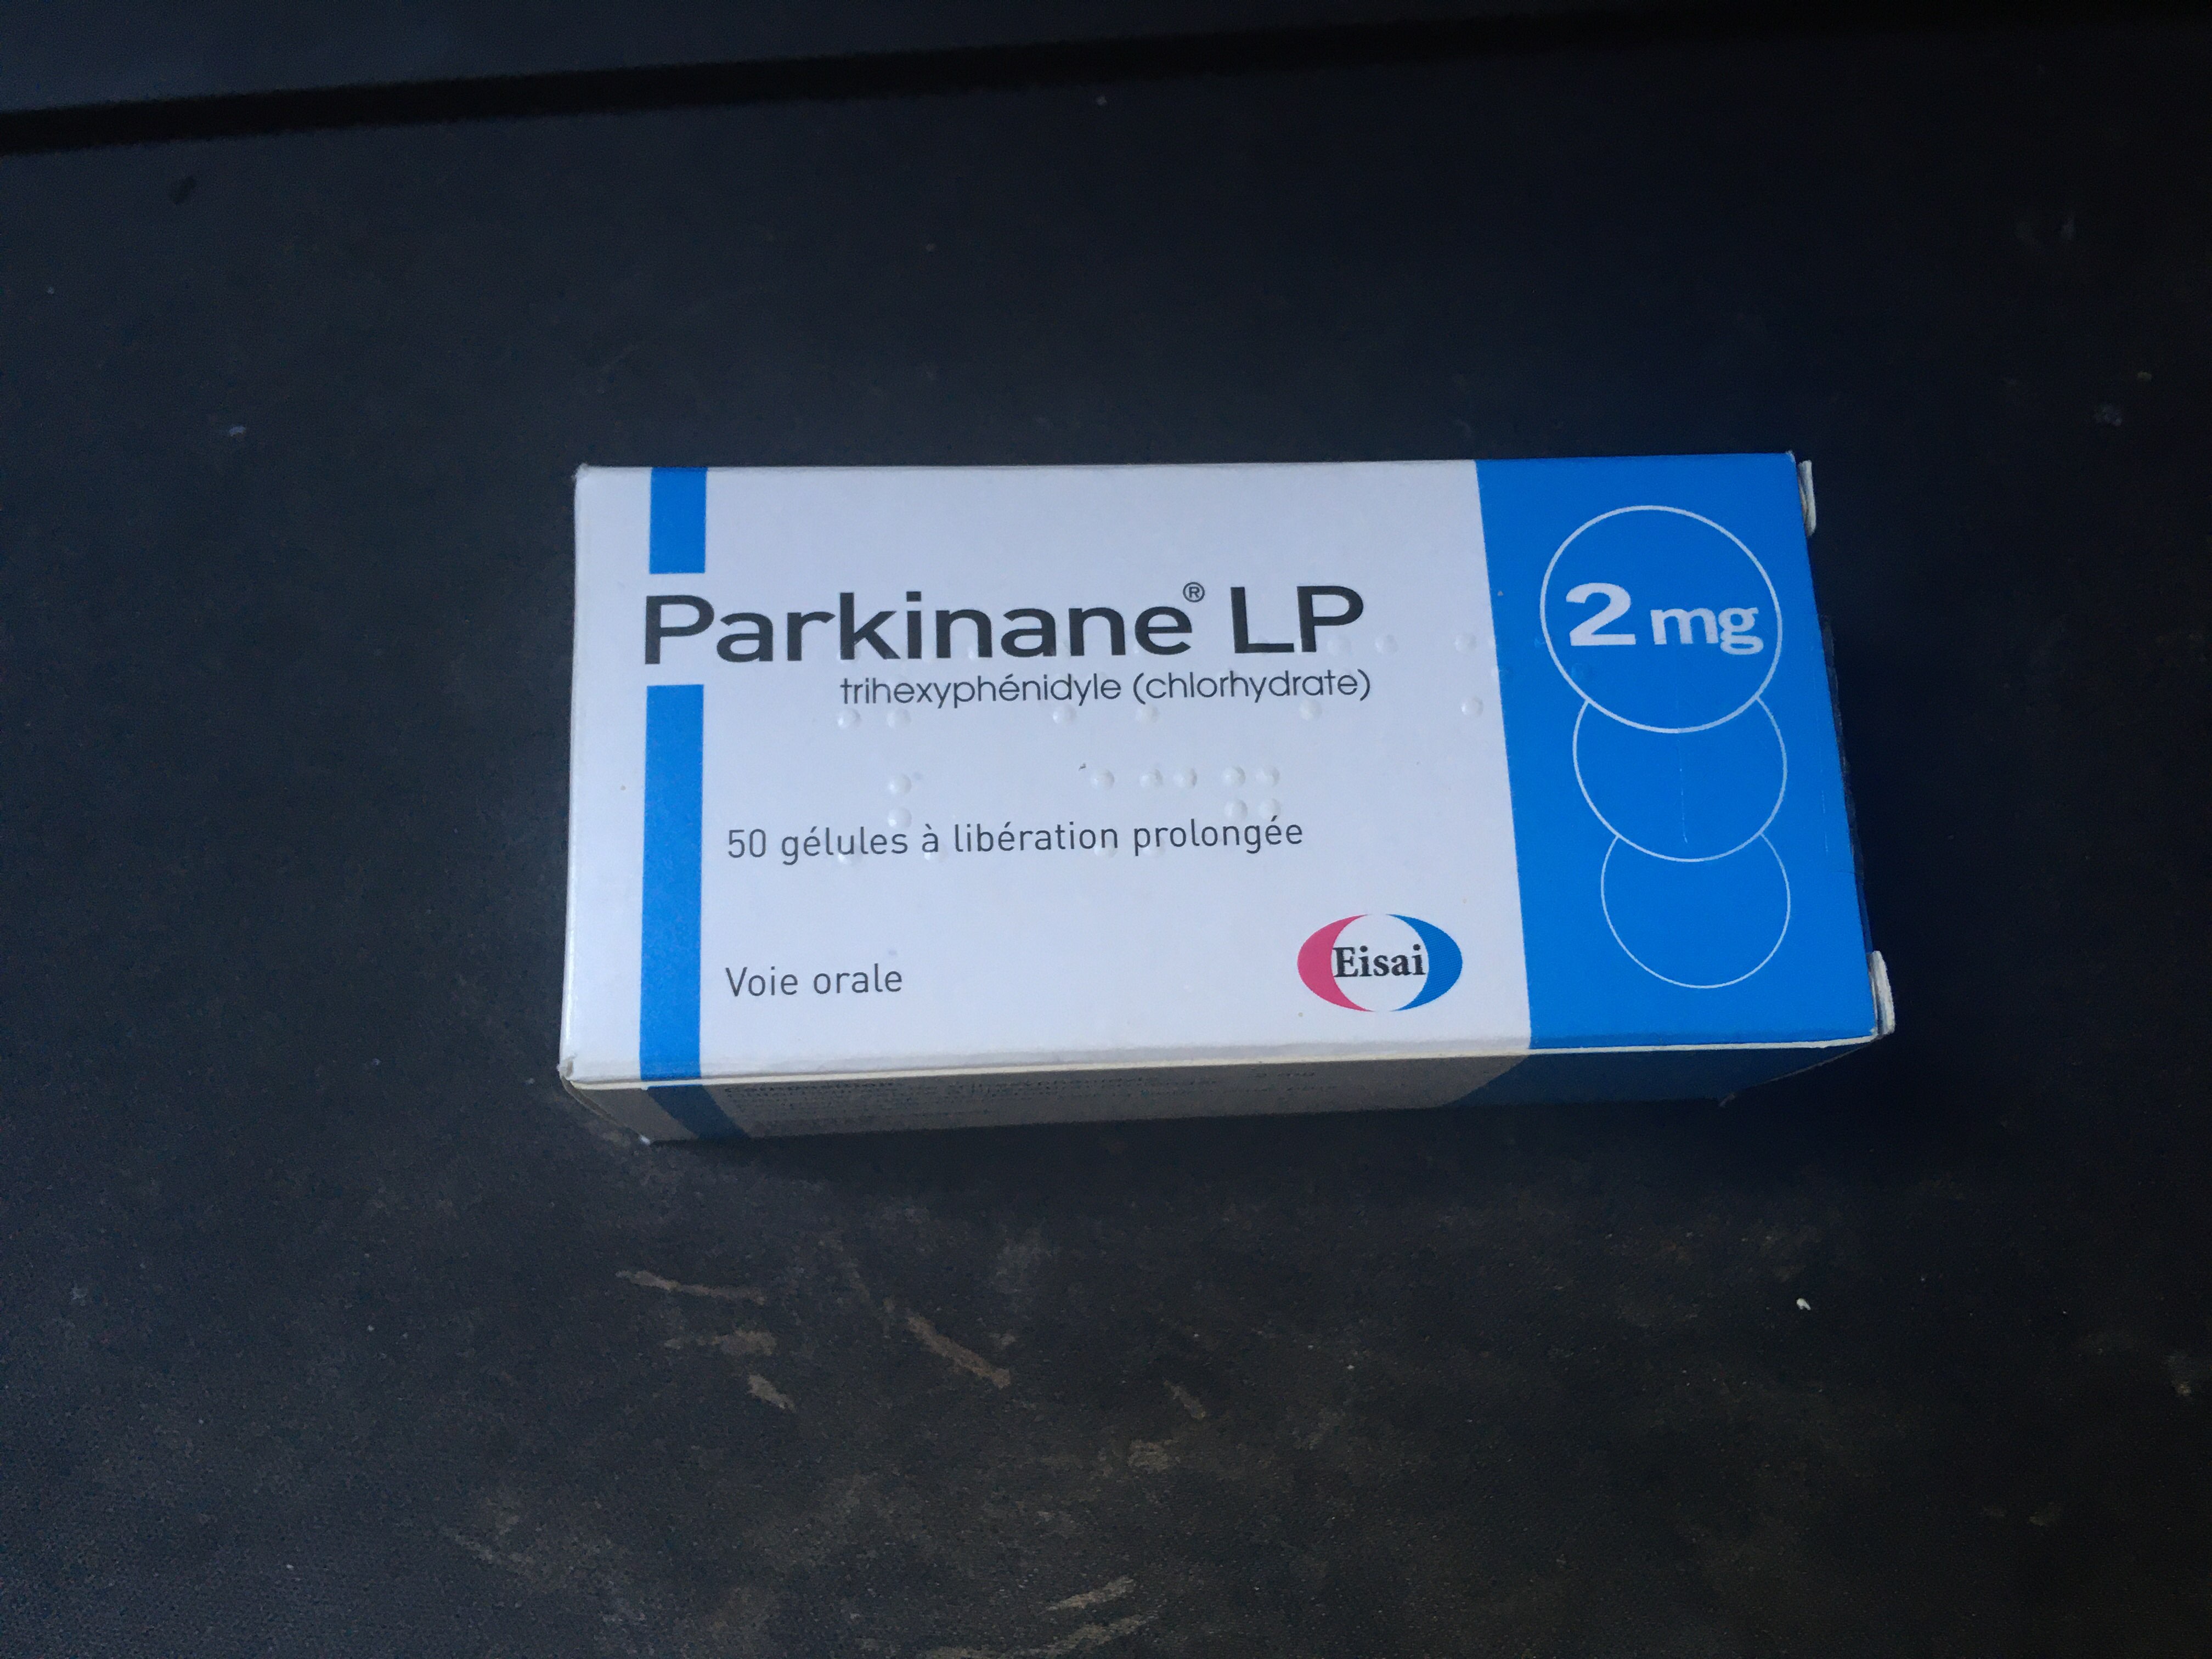 Parkinane® LP
trihexyphénidyle (chlorhydrate)
2 mg
50 gélules à libération prolongée
Voie orale
Eisai